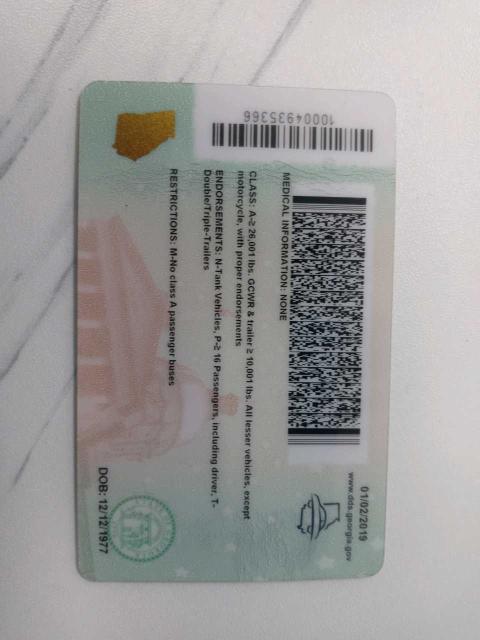 10004935366
01/02/2019
www.dds.georgia.gov
MEDICAL INFORMATION: NONE
CLASS: A-≥ 26,001 lbs. GCWR & trailer ≥ 10,001 lbs. All lesser vehicles, except
motorcycle, with proper endorsements
ENDORSEMENTS: N-Tank Vehicles, P-≥ 16 Passengers, including driver, T-
Double/Triple-Trailers
RESTRICTIONS: M-No class A passenger buses
DOB: 12/12/1977